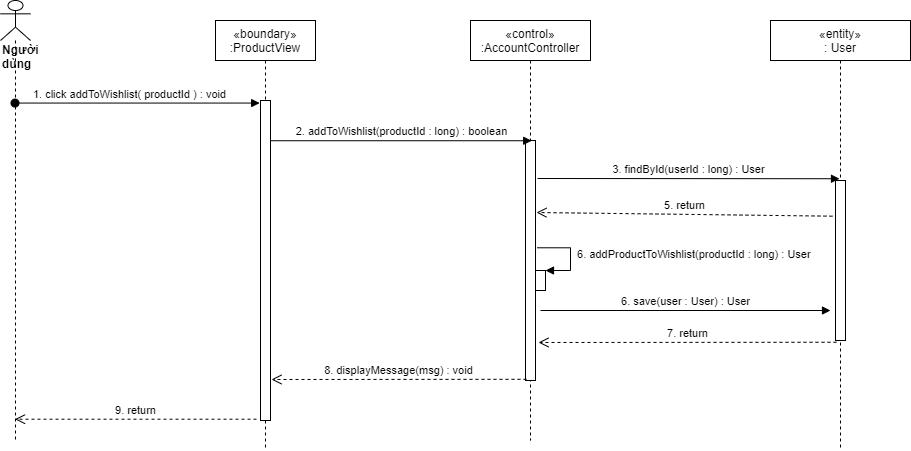 «boundary»
:ProductView
«control»
:AccountController
«entity»
: User
Người
dùng
1. click addToWishlist( productId ) : void
2. addToWishlist(productId : long) : boolean
3. findById(userId : long) : User
5. return
6. addProductToWishlist(productId : long) : User
6. save(user : User) : User
7. return
8. displayMessage(msg) : void
9. return